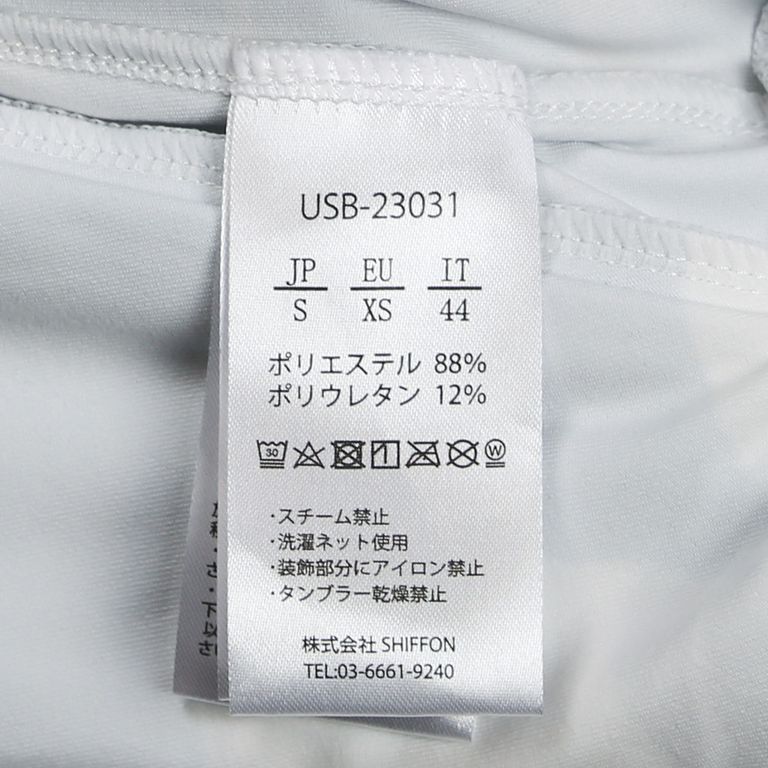 USB-23031
JP EU IT
S XS 44
ポリエステル 88%
ポリウレタン 12%
30 W
・スチーム禁止
・洗濯ネット使用
・装飾部分にアイロン禁止
・タンブラー乾燥禁止
株式会社 SHIFFON
TEL:03-6661-9240